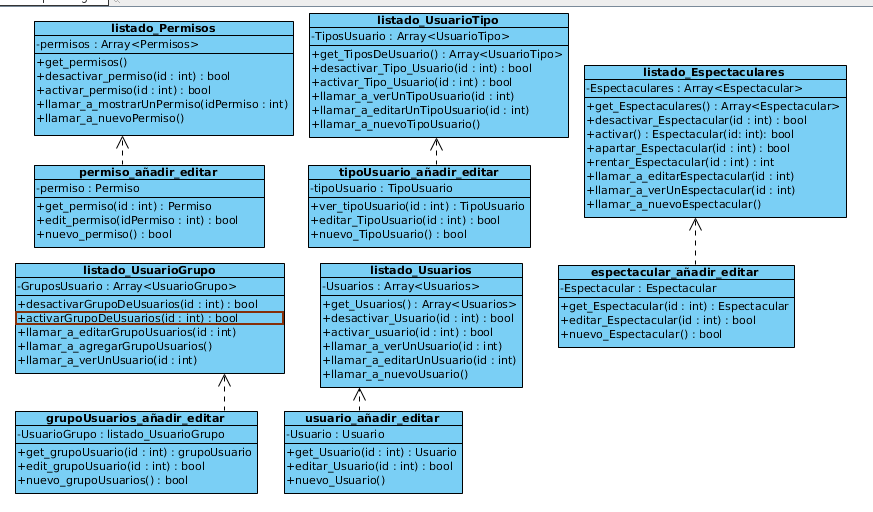 listado_Permisos
-permisos : Array<Permisos>
+get_permisos()
+desactivar_permiso(id : int) : bool
+activar_permiso(id : int) : bool
+llamar_a_mostrarUnPermiso(idPermiso : int)
+llamar_a_nuevoPermiso()
listado_UsuarioTipo
-TiposUsuario : Array<UsuarioTipo>
+get_TiposDeUsuario() : Array<UsuarioTipo>
+desactivar_Tipo_Usuario(id : int) : bool
+activar_Tipo_Usuario(id : int) : bool
+llamar_a_verUnTipoUsuario(id : int)
+llamar_a_editarUnTipoUsuario(id : int)
+llamar_a_nuevoTipoUsuario()
listado_Espectaculares
-Espectaculares : Array<Espectacular>
+get_Espectaculares() : Array<Espectacular>
+desactivar_Espectacular(id : int) : bool
+activar() : Espectacular(id: int): bool
+apartar_Espectacular(id : int) : bool
+rentar_Espectacular(id : int) : int
+llamar_a_editarEspectacular(id : int)
+llamar_a_verUnEspectacular(id : int)
+llamar_a_nuevoEspectacular()
permiso_añadir_editar
-permiso : Permiso
+get_permiso(id : int) : Permiso
+edit_permiso(idPermiso : int) : bool
+nuevo_permiso() : bool
tipoUsuario_añadir_editar
-tipoUsuario : TipoUsuario
+ver_tipoUsuario(id : int) : TipoUsuario
+editar_TipoUsuario(id : int) : bool
+nuevo_TipoUsuario() : bool
listado_UsuarioGrupo
-GruposUsuario : Array<UsuarioGrupo>
+desactivarGrupoDeUsuarios(id : int) : bool
+activarGrupoDeUsuarios(id : int) : bool
+llamar_a_editarGrupoUsuarios(id : int)
+llamar_a_agregarGrupoUsuarios()
+llamar_a_verUnUsuario(id : int)
listado_Usuarios
-Usuarios : Array<Usuarios>
+get_Usuarios() : Array<Usuarios>
+desactivar_Usuario(id : int) : bool
+activar_usuario(id : int) : bool
+llamar_a_verUnUsuario(id : int)
+llamar_a_editarUnUsuario(id : int)
+llamar_a_nuevoUsuario()
espectacular_añadir_editar
-Espectacular : Espectacular
+get_Espectacular(id : int) : Espectacular
+editar_Espectacular(id : int) : bool
+nuevo_Espectacular() : bool
grupoUsuarios_añadir_editar
-UsuarioGrupo : listado_UsuarioGrupo
+get_grupoUsuario(id : int) : grupoUsuario
+edit_grupoUsuario(id : int) : bool
+nuevo_grupoUsuarios() : bool
usuario_añadir_editar
-Usuario : Usuario
+get_Usuario(id : int) : Usuario
+editar_Usuario(id : int) : bool
+nuevo_Usuario()